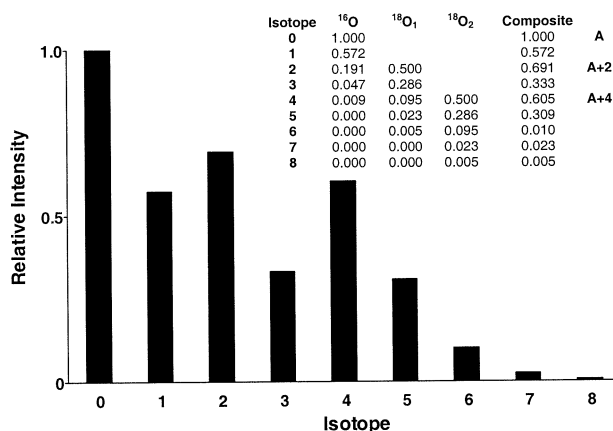 Isotope ¹⁶O ¹⁸O₁ ¹⁸O₂ Composite
0 1.000 1.000 A
1 0.572 0.572
2 0.191 0.500 0.691 A+2
3 0.047 0.286 0.333
4 0.009 0.095 0.500 0.605 A+4
5 0.000 0.023 0.286 0.309
6 0.000 0.005 0.095 0.010
7 0.000 0.000 0.023 0.023
8 0.000 0.000 0.005 0.005
Relative Intensity
1.0
0.5
0
0 1 2 3 4 5 6 7 8
Isotope